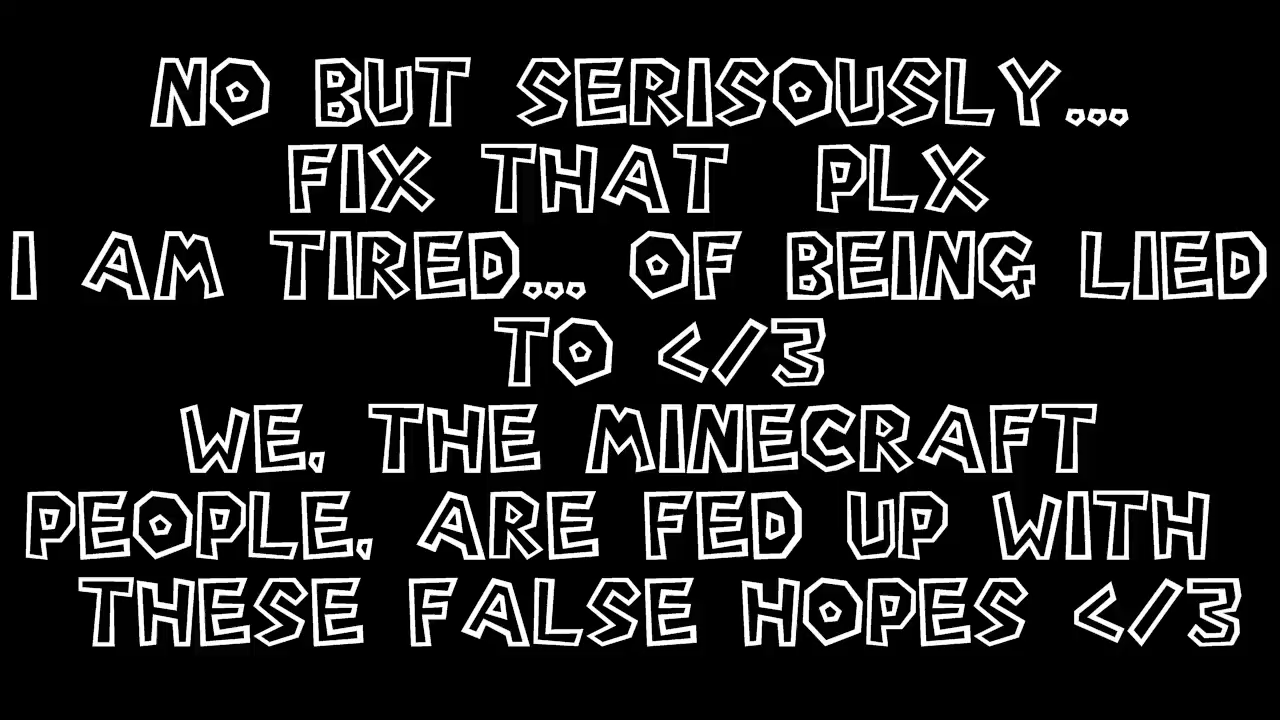 NO BUT SERISOUSLY...
FIX THAT PLX
I AM TIRED... OF BEING LIED
TO </3
WE, THE MINECRAFT
PEOPLE, ARE FED UP WITH
THESE FALSE HOPES </3